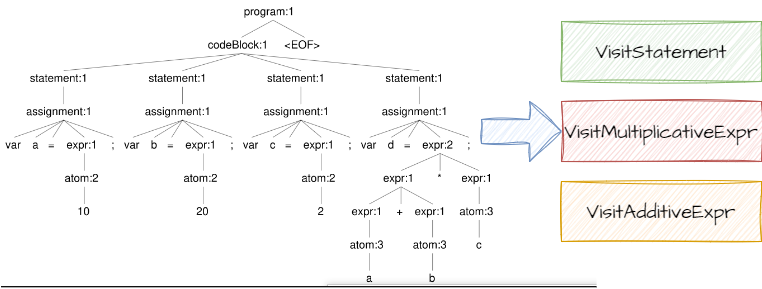 program:1
codeBlock:1 <EOF>
statement:1 statement:1 statement:1 statement:1
assignment:1 assignment:1 assignment:1 assignment:1
var a = expr:1 ; var b = expr:1 ; var c = expr:1 ; var d = expr:2 ;
atom:2 atom:2 atom:2 expr:1 * expr:1
10 20 2 expr:1 + expr:1 atom:3
atom:3 atom:3 c
a b
VisitStatement
VisitMultiplicativeExpr
VisitAdditiveExpr